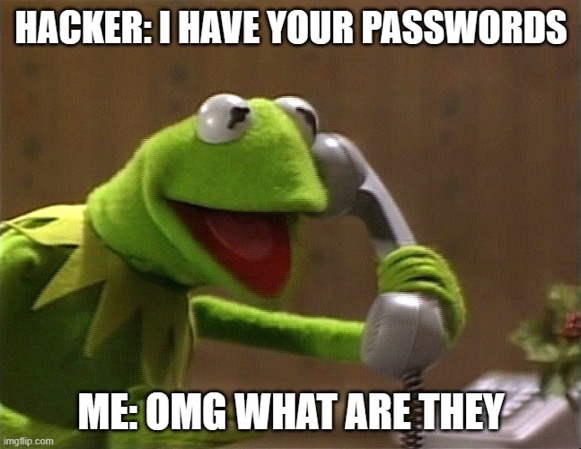 HACKER: I HAVE YOUR PASSWORDS
ME: OMG WHAT ARE THEY
imgflip.com